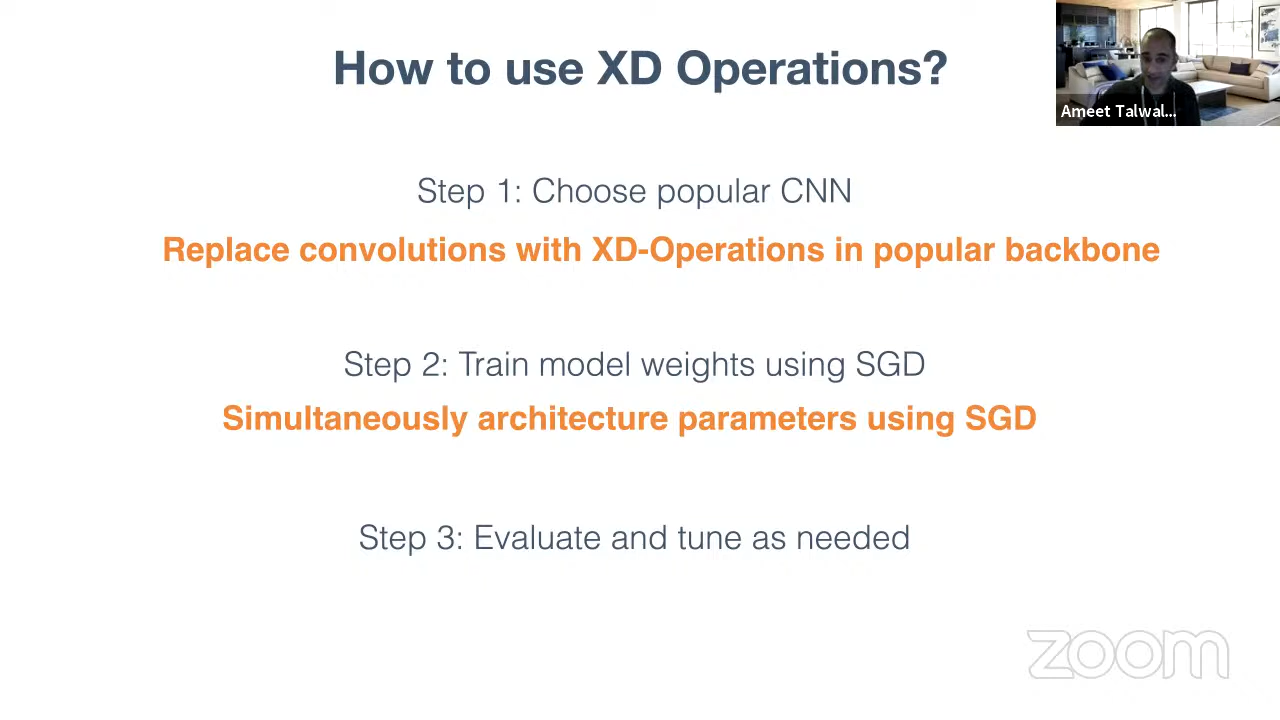 How to use XD Operations?
Ameet Talwal...
Step 1: Choose popular CNN
Replace convolutions with XD-Operations in popular backbone
Step 2: Train model weights using SGD
Simultaneously architecture parameters using SGD
Step 3: Evaluate and tune as needed
zoom